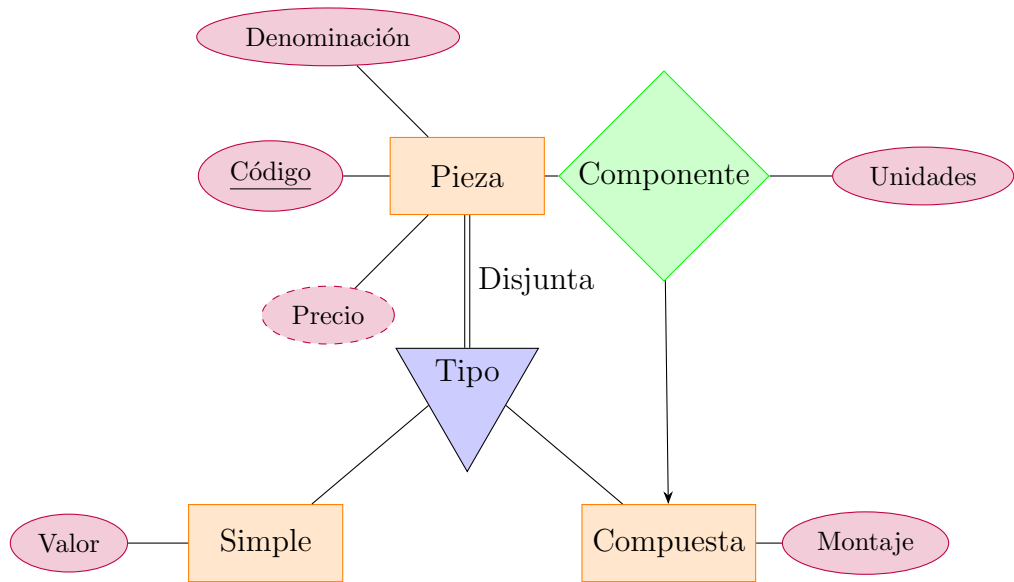 Denominación
Código
Pieza
Componente
Unidades
Disjunta
Precio
Tipo
Valor
Simple
Compuesta
Montaje